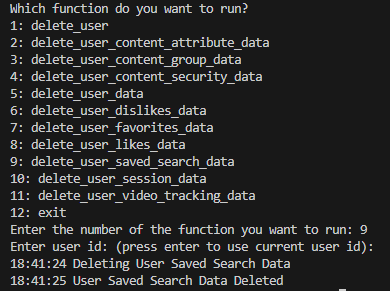 Which function do you want to run?
1: delete_user
2: delete_user_content_attribute_data
3: delete_user_content_group_data
4: delete_user_content_security_data
5: delete_user_data
6: delete_user_dislikes_data
7: delete_user_favorites_data
8: delete_user_likes_data
9: delete_user_saved_search_data
10: delete_user_session_data
11: delete_user_video_tracking_data
12: exit
Enter the number of the function you want to run: 9
Enter user id: (press enter to use current user id):
18:41:24 Deleting User Saved Search Data
18:41:25 User Saved Search Data Deleted